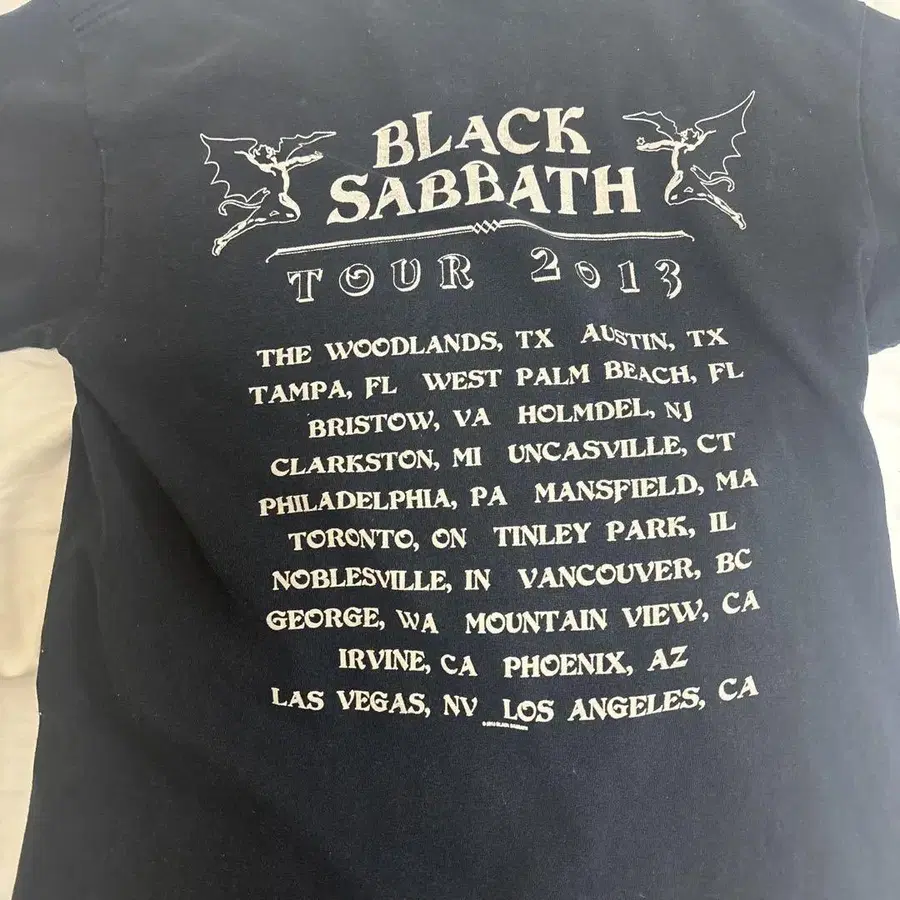 BLACK
SABBATH
TOUR 2013
THE WOODLANDS, TX AUSTIN, TX
TAMPA, FL WEST PALM BEACH, FL
BRISTOW, VA HOLMDEL, NJ
CLARKSTON, MI UNCASVILLE, CT
PHILADELPHIA, PA MANSFIELD, MA
TORONTO, ON TINLEY PARK, IL
NOBLESVILLE, IN VANCOUVER, BC
GEORGE, WA MOUNTAIN VIEW, CA
IRVINE, CA PHOENIX, AZ
LAS VEGAS, NV LOS ANGELES, CA
BLACK SABBATH